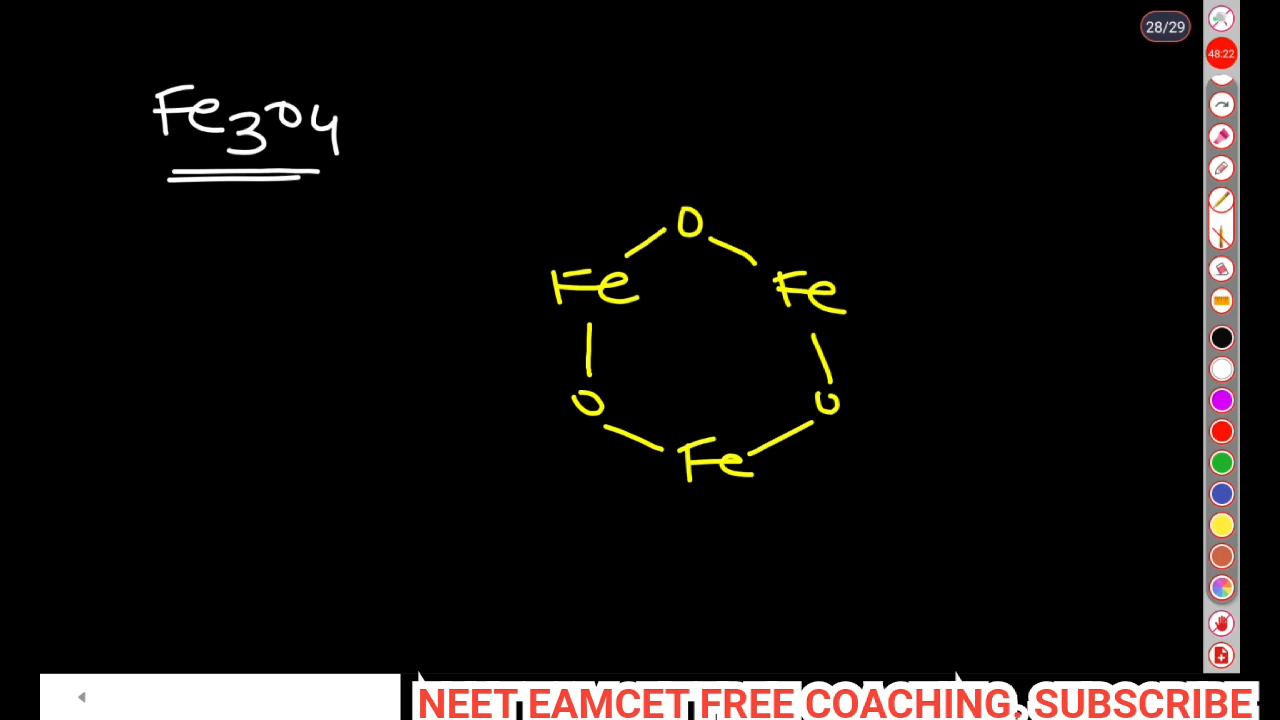 28/29
48:22
Fe3O4
O
Fe Fe
O O
Fe
NEET EAMCET FREE COACHING, SUBSCRIBE